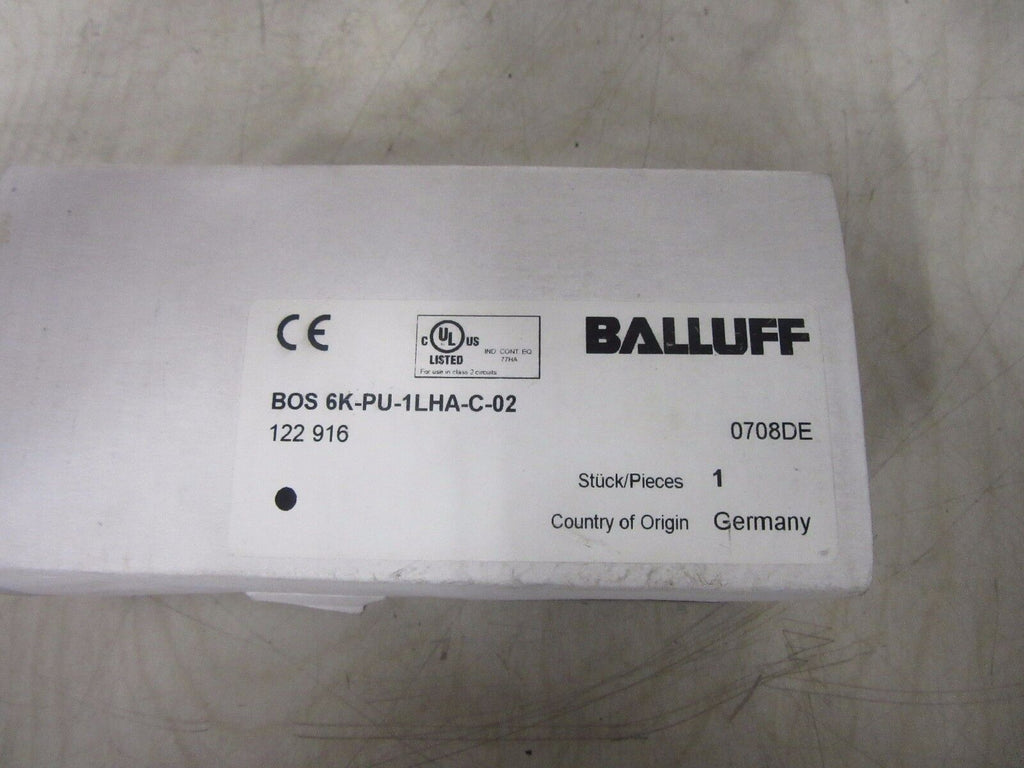 CE
C UL US
LISTED
IND. CONT. EQ.
77HA
For use in class 2 circuits
BALLUFF
BOS 6K-PU-1LHA-C-02
122 916
0708DE
Stück/Pieces 1
Country of Origin Germany